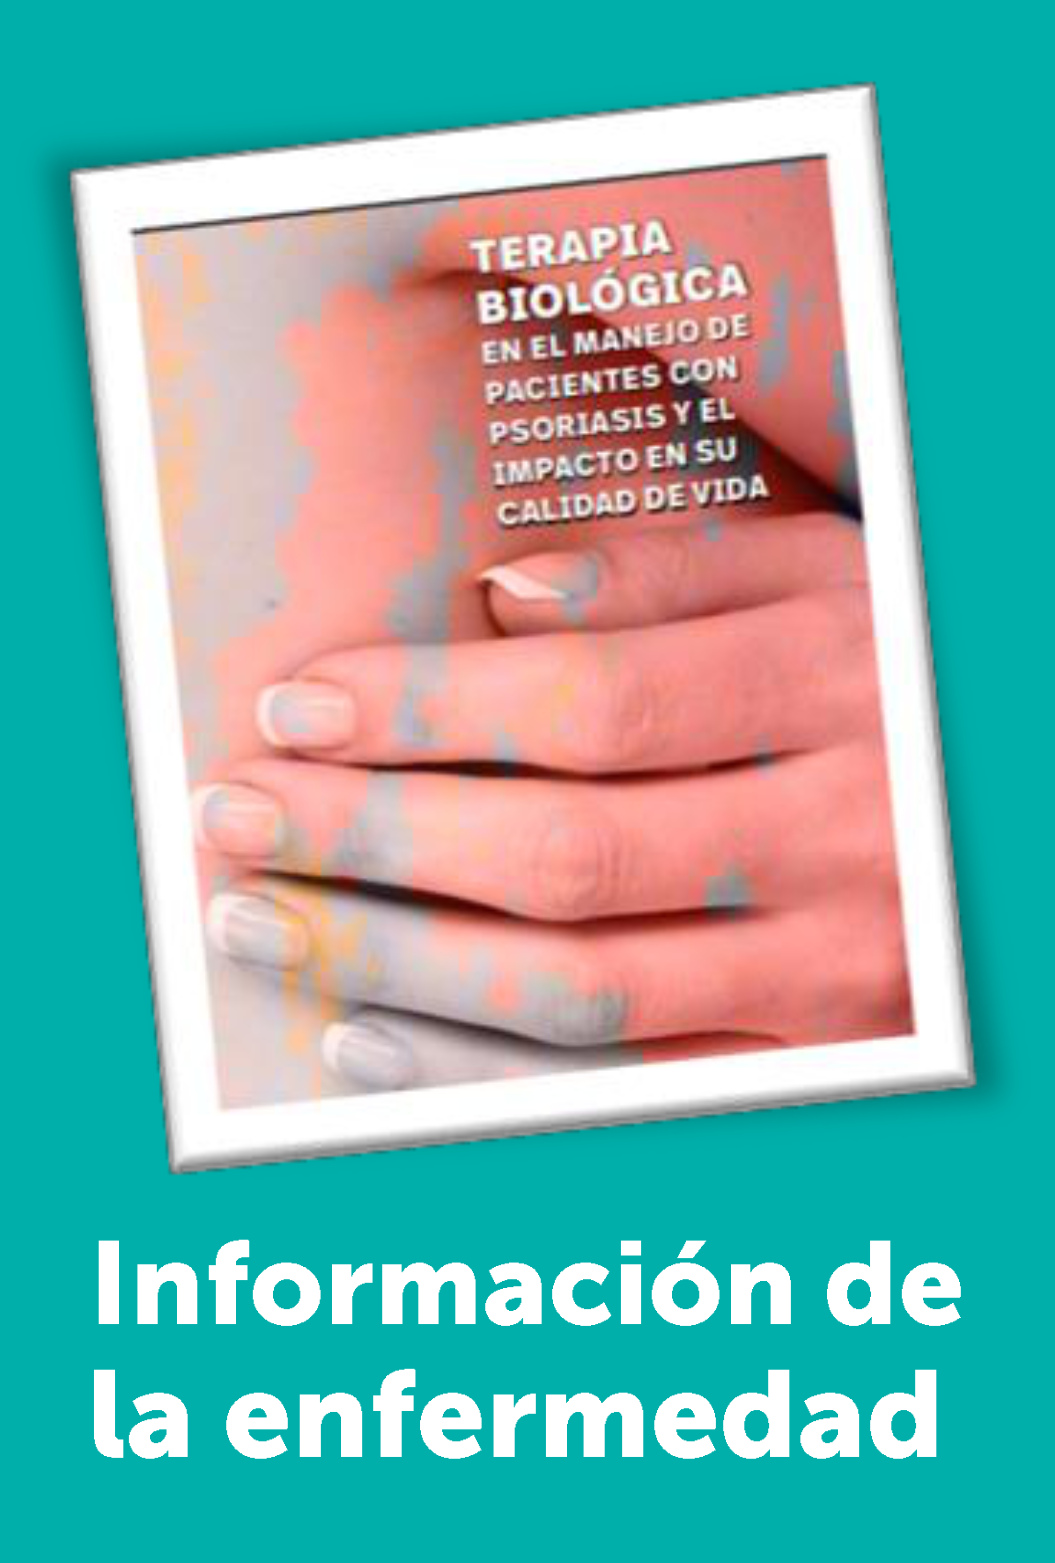 TERAPIA
BIOLÓGICA
EN EL MANEJO DE
PACIENTES CON
PSORIASIS Y EL
IMPACTO EN SU
CALIDAD DE VIDA
Información de
la enfermedad